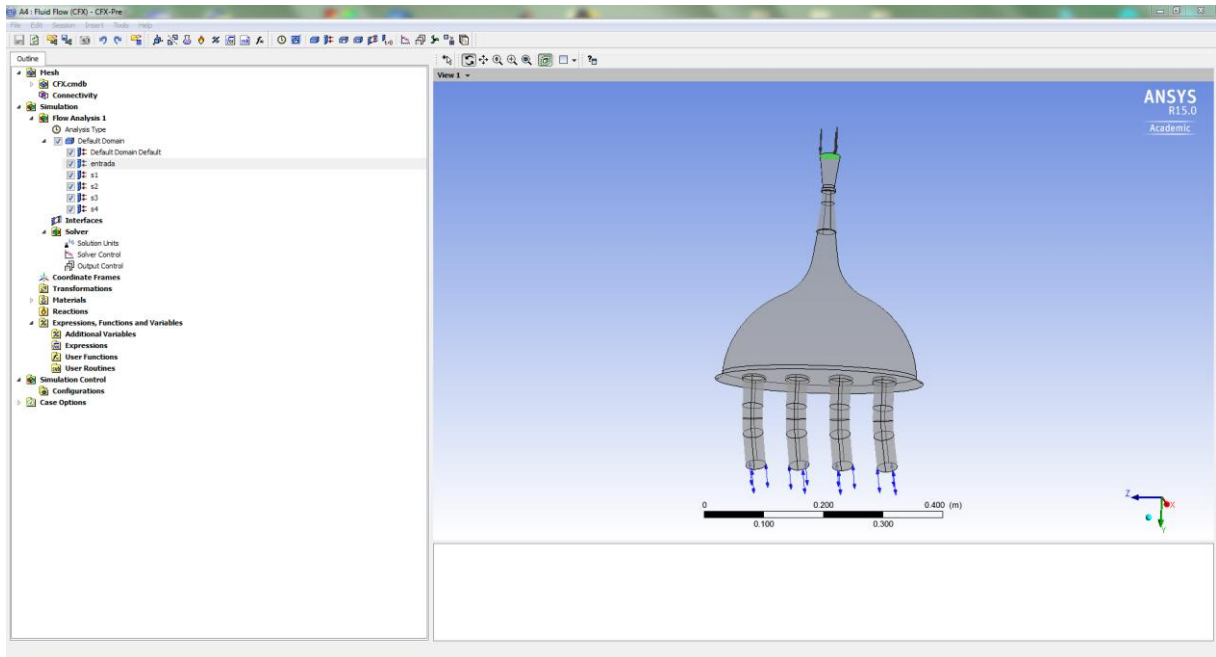 A4 : Fluid Flow (CFX) - CFX-Pre
File Edit Session Insert Tools Help
Outline
Mesh
CFX.cmdb
Connectivity
Simulation
Flow Analysis 1
Analysis Type
Default Domain
Default Domain Default
entrada
s1
s2
s3
s4
Interfaces
Solver
Solution Units
Solver Control
Output Control
Coordinate Frames
Transformations
Materials
Reactions
Expressions, Functions and Variables
Additional Variables
Expressions
User Functions
User Routines
Simulation Control
Configurations
Case Options
View 1
ANSYS
R15.0
Academic
0 0.200 0.400 (m)
0.100 0.300
Z
X
Y